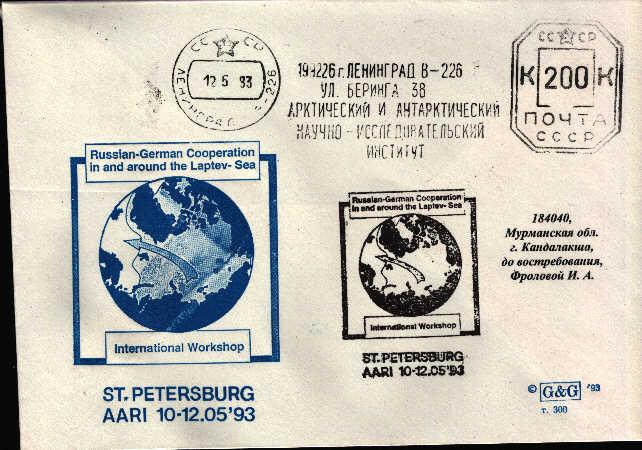 СССР
12 5 93
ЛЕНИНГРАД В-226
199226 г. ЛЕНИНГРАД В-226
УЛ. БЕРИНГА 38
АРКТИЧЕСКИЙ И АНТАРКТИЧЕСКИЙ
НАУЧНО-ИССЛЕДОВАТЕЛЬСКИЙ
ИНСТИТУТ
СССР
К 200 К
ПОЧТА
СССР
Russian-German Cooperation
in and around the Laptev- Sea
International Workshop
ST. PETERSBURG
AARI 10-12.05'93
Russian-German Cooperation
in and around the Laptev- Sea
International Workshop
ST. PETERSBURG
AARI 10-12.05'93
184040,
Мурманская обл.
г. Кандалакша,
до востребования,
Фроловой И. А.
© G&G '93
т. 300